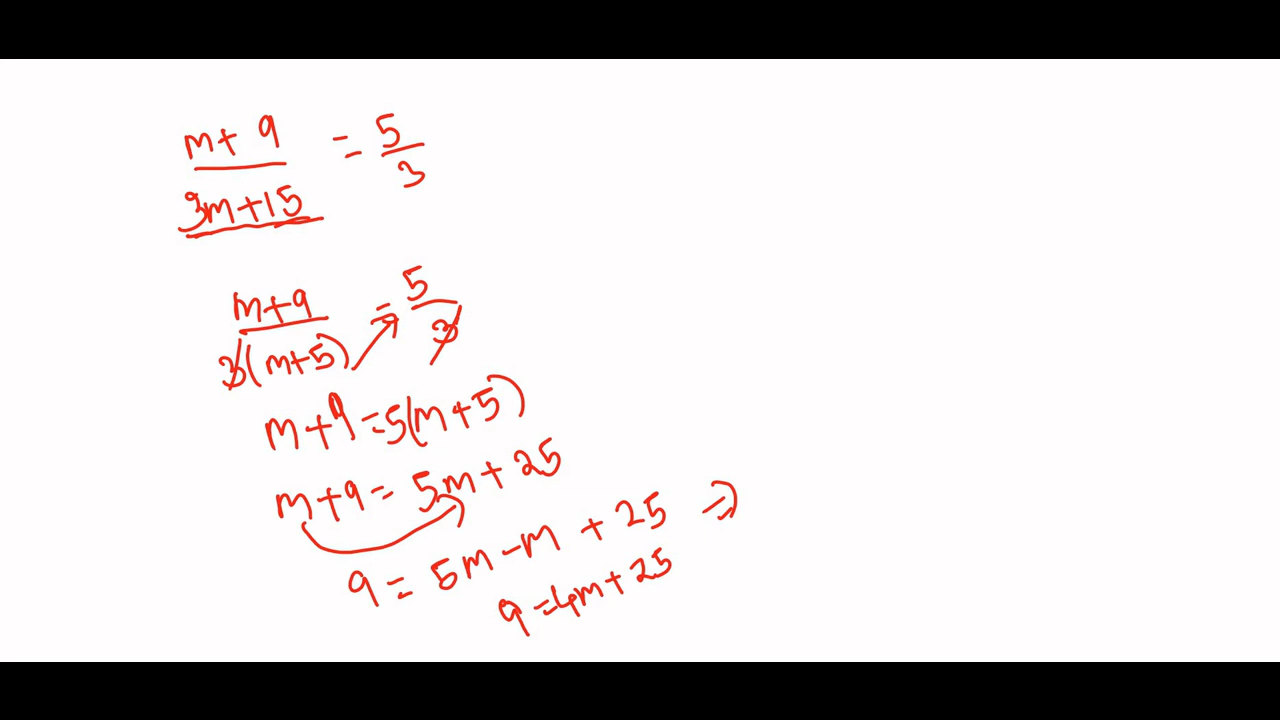 m+9
3m+15
= 5/3
m+9
3(m+5)
= 5/3
m+9=5(m+5)
m+9= 5m+25
9= 5m-m+25 ⇒
9=4m+25